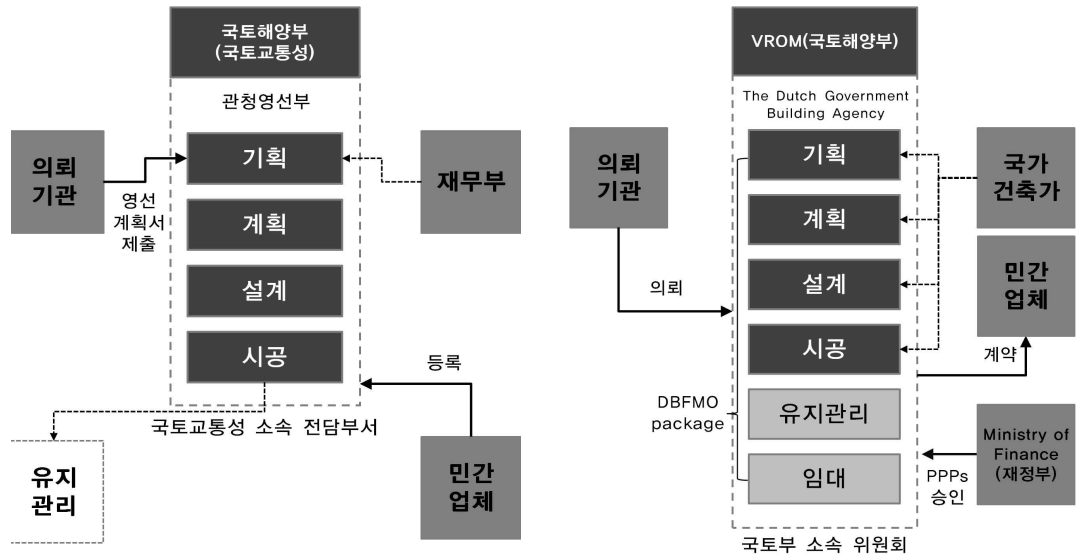 국토해양부
(국토교통성)
관청영선부
의뢰
기관
기획
재무부
영선
계획서
제출
계획
설계
시공
등록
국토교통성 소속 전담부서
유지
관리
민간
업체
VROM(국토해양부)
The Dutch Government
Building Agency
의뢰
기관
기획
국가
건축가
계획
의뢰
설계
민간
업체
시공
계약
DBFMO
package
유지관리
임대
Ministry of
Finance
(재정부)
PPPs
승인
국토부 소속 위원회